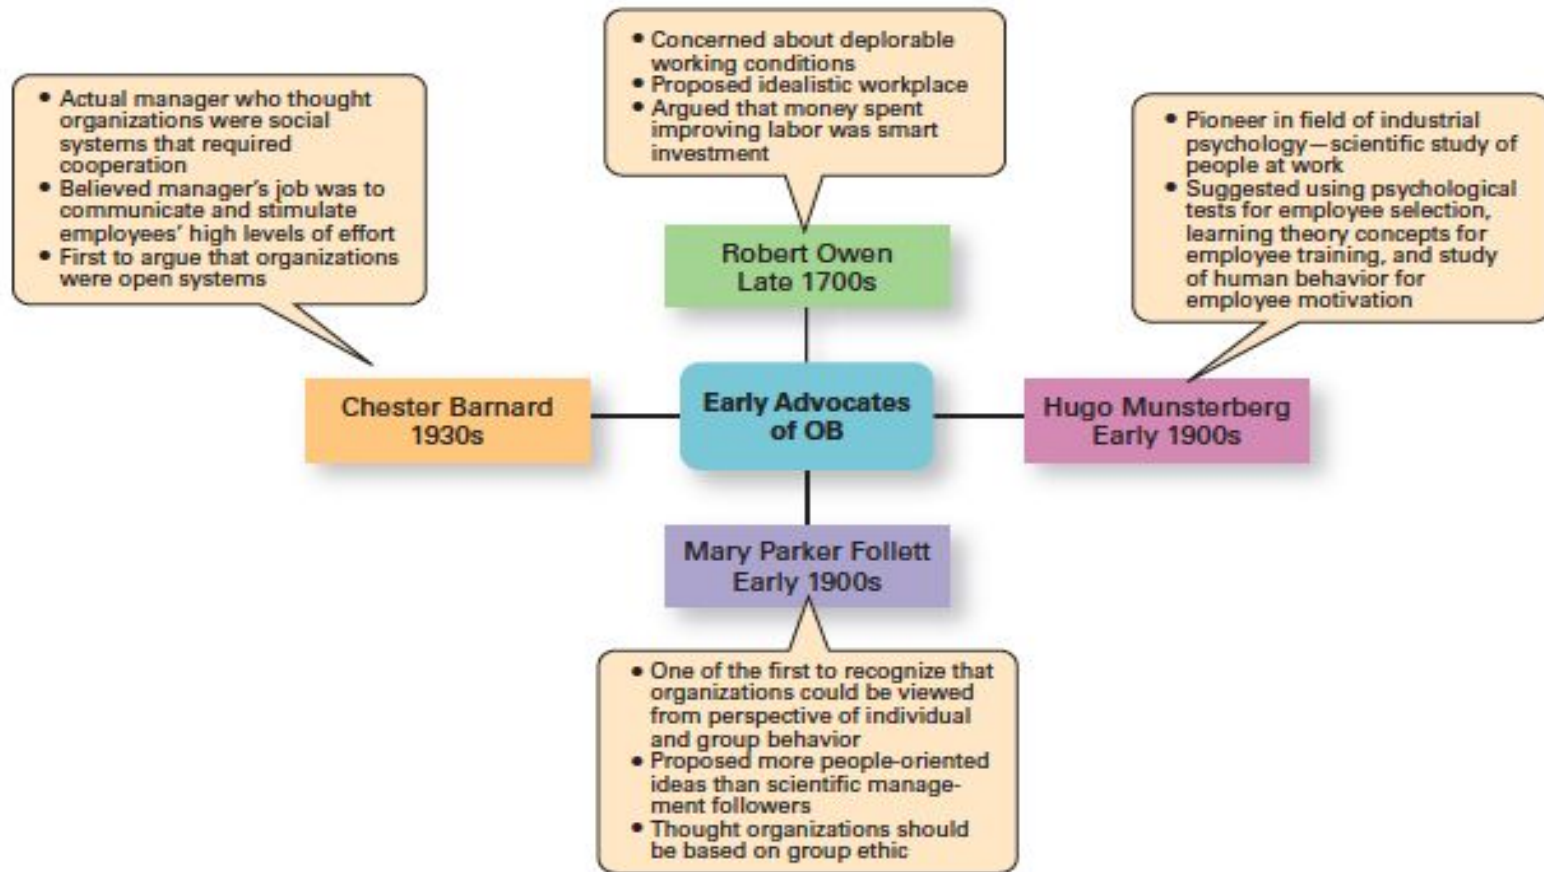 • Concerned about deplorable
working conditions
• Proposed idealistic workplace
• Argued that money spent
improving labor was smart
investment
• Actual manager who thought
organizations were social
systems that required
cooperation
• Believed manager's job was to
communicate and stimulate
employees' high levels of effort
• First to argue that organizations
were open systems
• Pioneer in field of industrial
psychology—scientific study of
people at work
• Suggested using psychological
tests for employee selection,
learning theory concepts for
employee training, and study
of human behavior for
employee motivation
Robert Owen
Late 1700s
Chester Barnard
1930s
Early Advocates
of OB
Hugo Munsterberg
Early 1900s
Mary Parker Follett
Early 1900s
• One of the first to recognize that
organizations could be viewed
from perspective of individual
and group behavior
• Proposed more people-oriented
ideas than scientific manage-
ment followers
• Thought organizations should
be based on group ethic